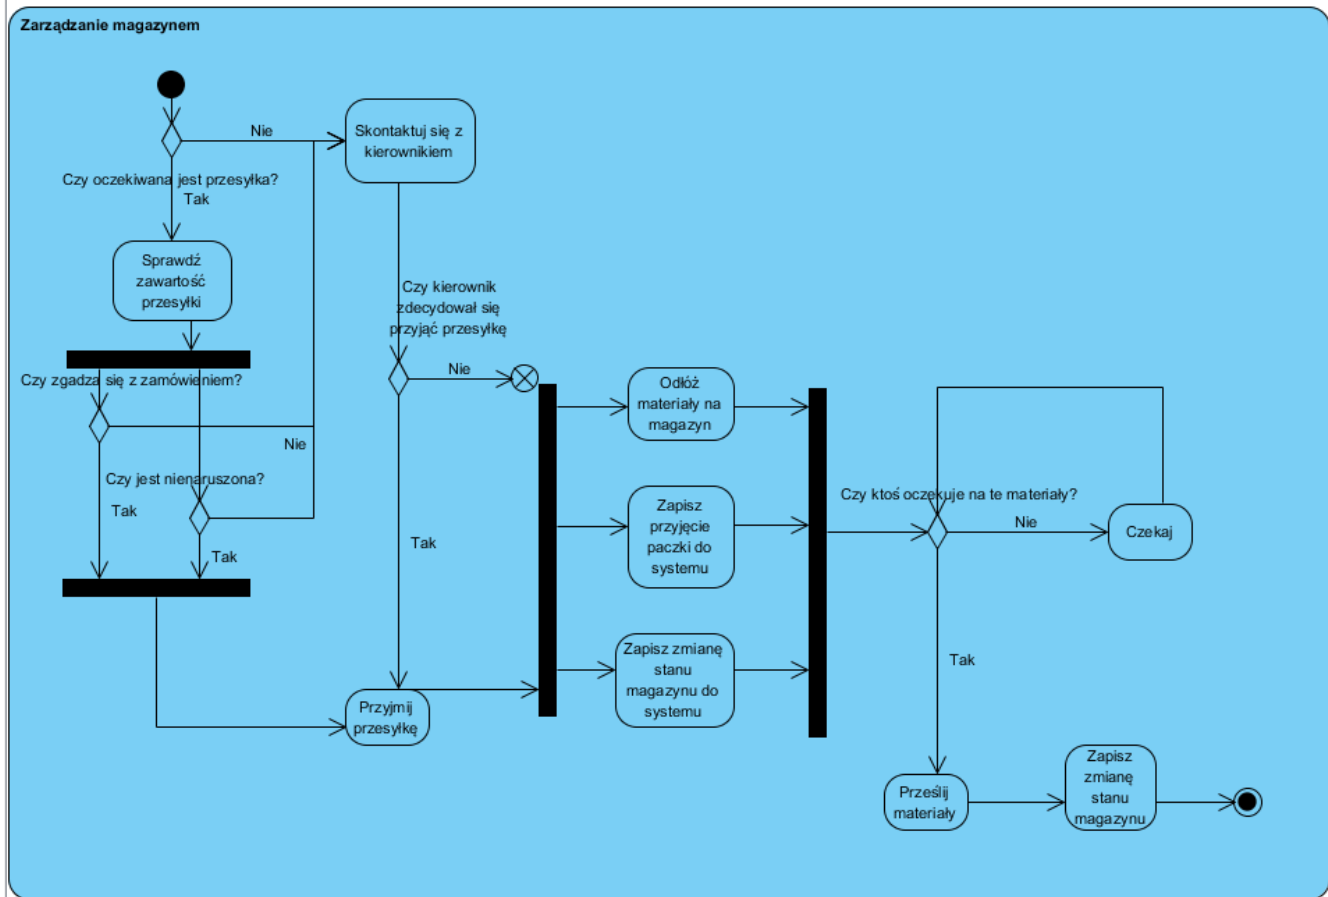 Zarządzanie magazynem
Nie
Skontaktuj się z
kierownikiem
Czy oczekiwana jest przesyłka?
Tak
Sprawdź
zawartość
przesyłki
Czy kierownik
zdecydował się
przyjąć przesyłkę
Nie
Czy zgadza się z zamówieniem?
Nie
Czy jest nienaruszona?
Tak
Tak
Tak
Przyjmij
przesyłkę
Odłóż
materiały na
magazyn
Zapisz
przyjęcie
paczki do
systemu
Zapisz zmianę
stanu
magazynu do
systemu
Czy ktoś oczekuje na te materiały?
Nie
Czekaj
Tak
Prześlij
materiały
Zapisz
zmianę
stanu
magazynu